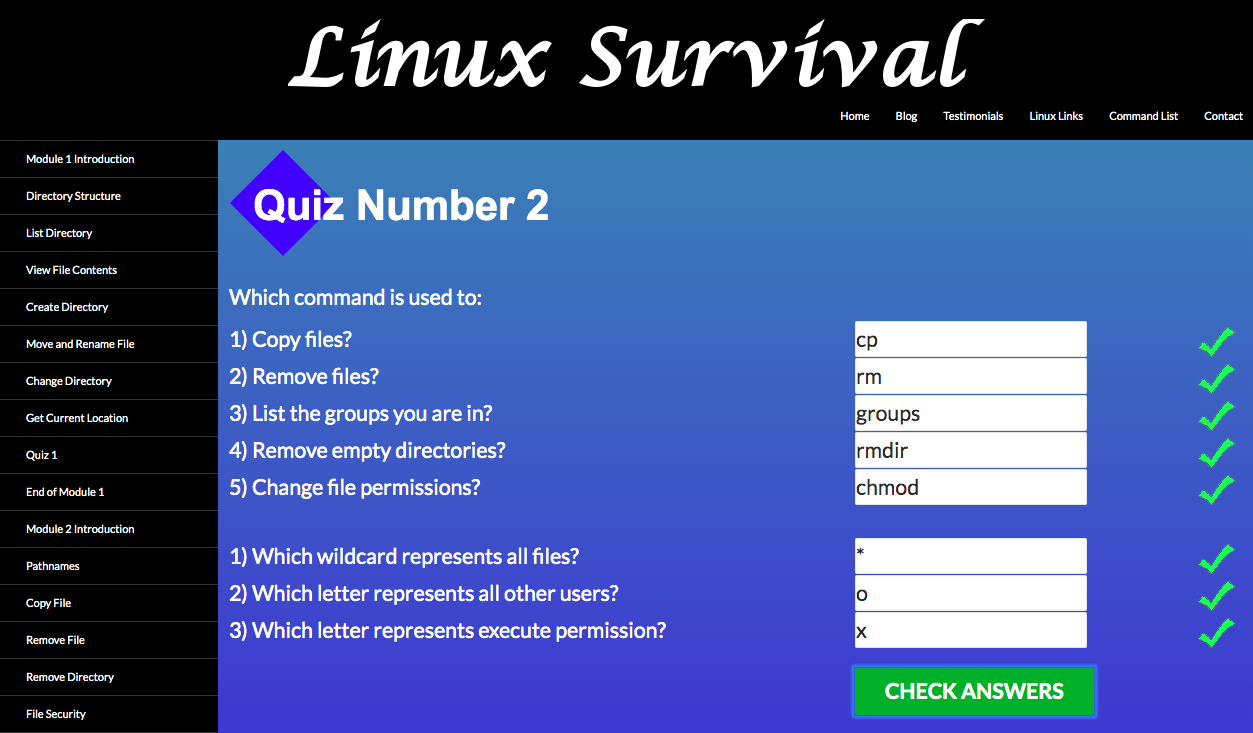 Linux Survival
Home Blog Testimonials Linux Links Command List Contact
Module 1 Introduction
Directory Structure
List Directory
View File Contents
Create Directory
Move and Rename File
Change Directory
Get Current Location
Quiz 1
End of Module 1
Module 2 Introduction
Pathnames
Copy File
Remove File
Remove Directory
File Security
Quiz Number 2
Which command is used to:
1) Copy files? cp
2) Remove files? rm
3) List the groups you are in? groups
4) Remove empty directories? rmdir
5) Change file permissions? chmod
1) Which wildcard represents all files? *
2) Which letter represents all other users? o
3) Which letter represents execute permission? x
CHECK ANSWERS